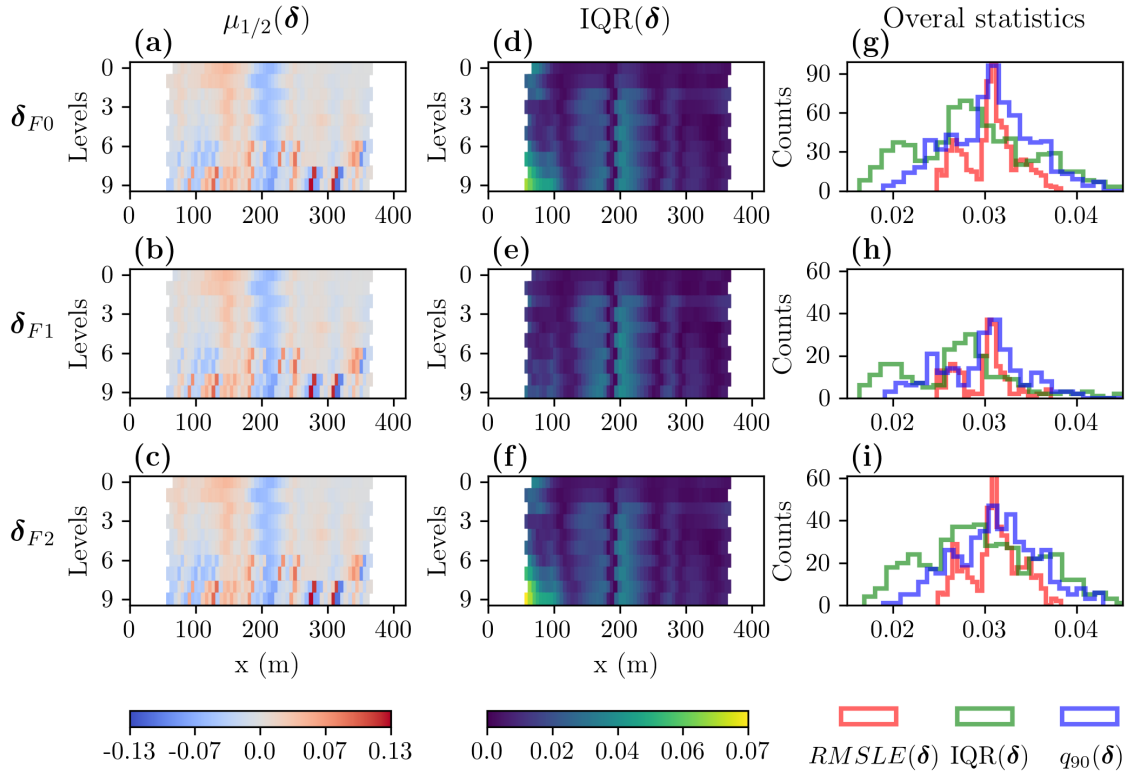 μ1/2(δ) IQR(δ) Overal statistics
(a) (d) (g)
δF0
Levels
0
3
6
9
0 100 200 300 400
Levels
0
3
6
9
0 100 200 300 400
Counts
90
60
30
0
0.02 0.03 0.04
(b) (e) (h)
δF1
Levels
0
3
6
9
0 100 200 300 400
Levels
0
3
6
9
0 100 200 300 400
Counts
60
40
20
0
0.02 0.03 0.04
(c) (f) (i)
δF2
Levels
0
3
6
9
0 100 200 300 400
x (m)
Levels
0
3
6
9
0 100 200 300 400
x (m)
Counts
60
40
20
0
0.02 0.03 0.04
-0.13 -0.07 0.0 0.07 0.13
0.0 0.02 0.04 0.06 0.07
RMSLE(δ) IQR(δ) q90(δ)